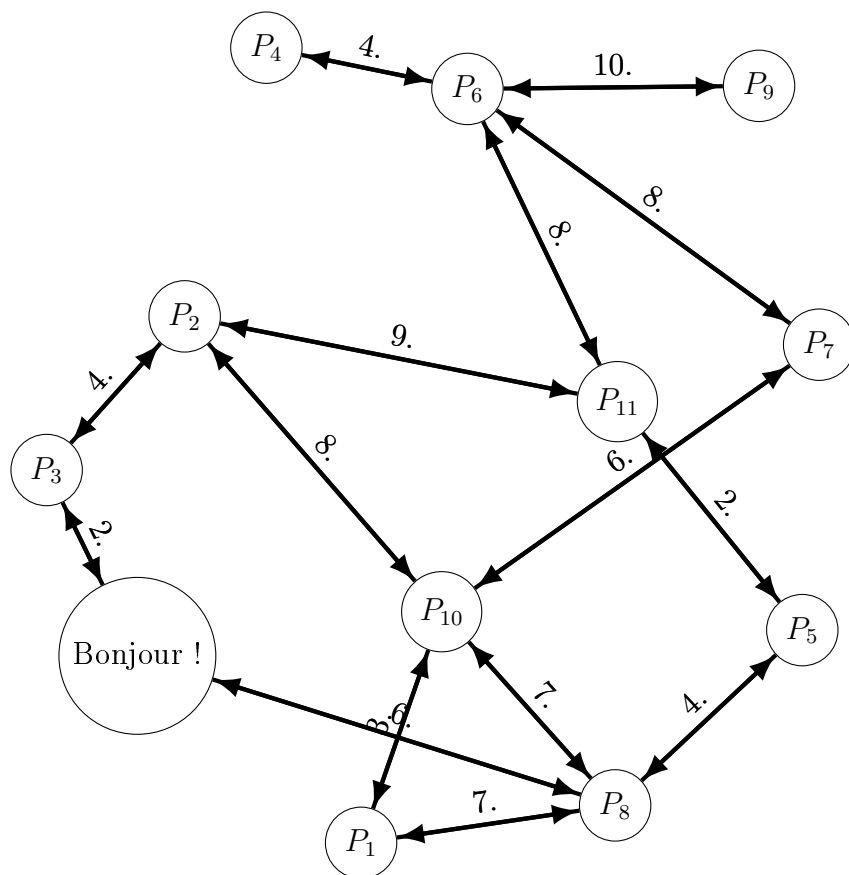 P₄
4.
P₆
10.
P₉
8.
8.
P₂
9.
P₇
4.
P₁₁
8.
6.
P₃
2.
2.
P₁₀
P₅
Bonjour !
7.
4.
3.
6.
7.
P₈
P₁